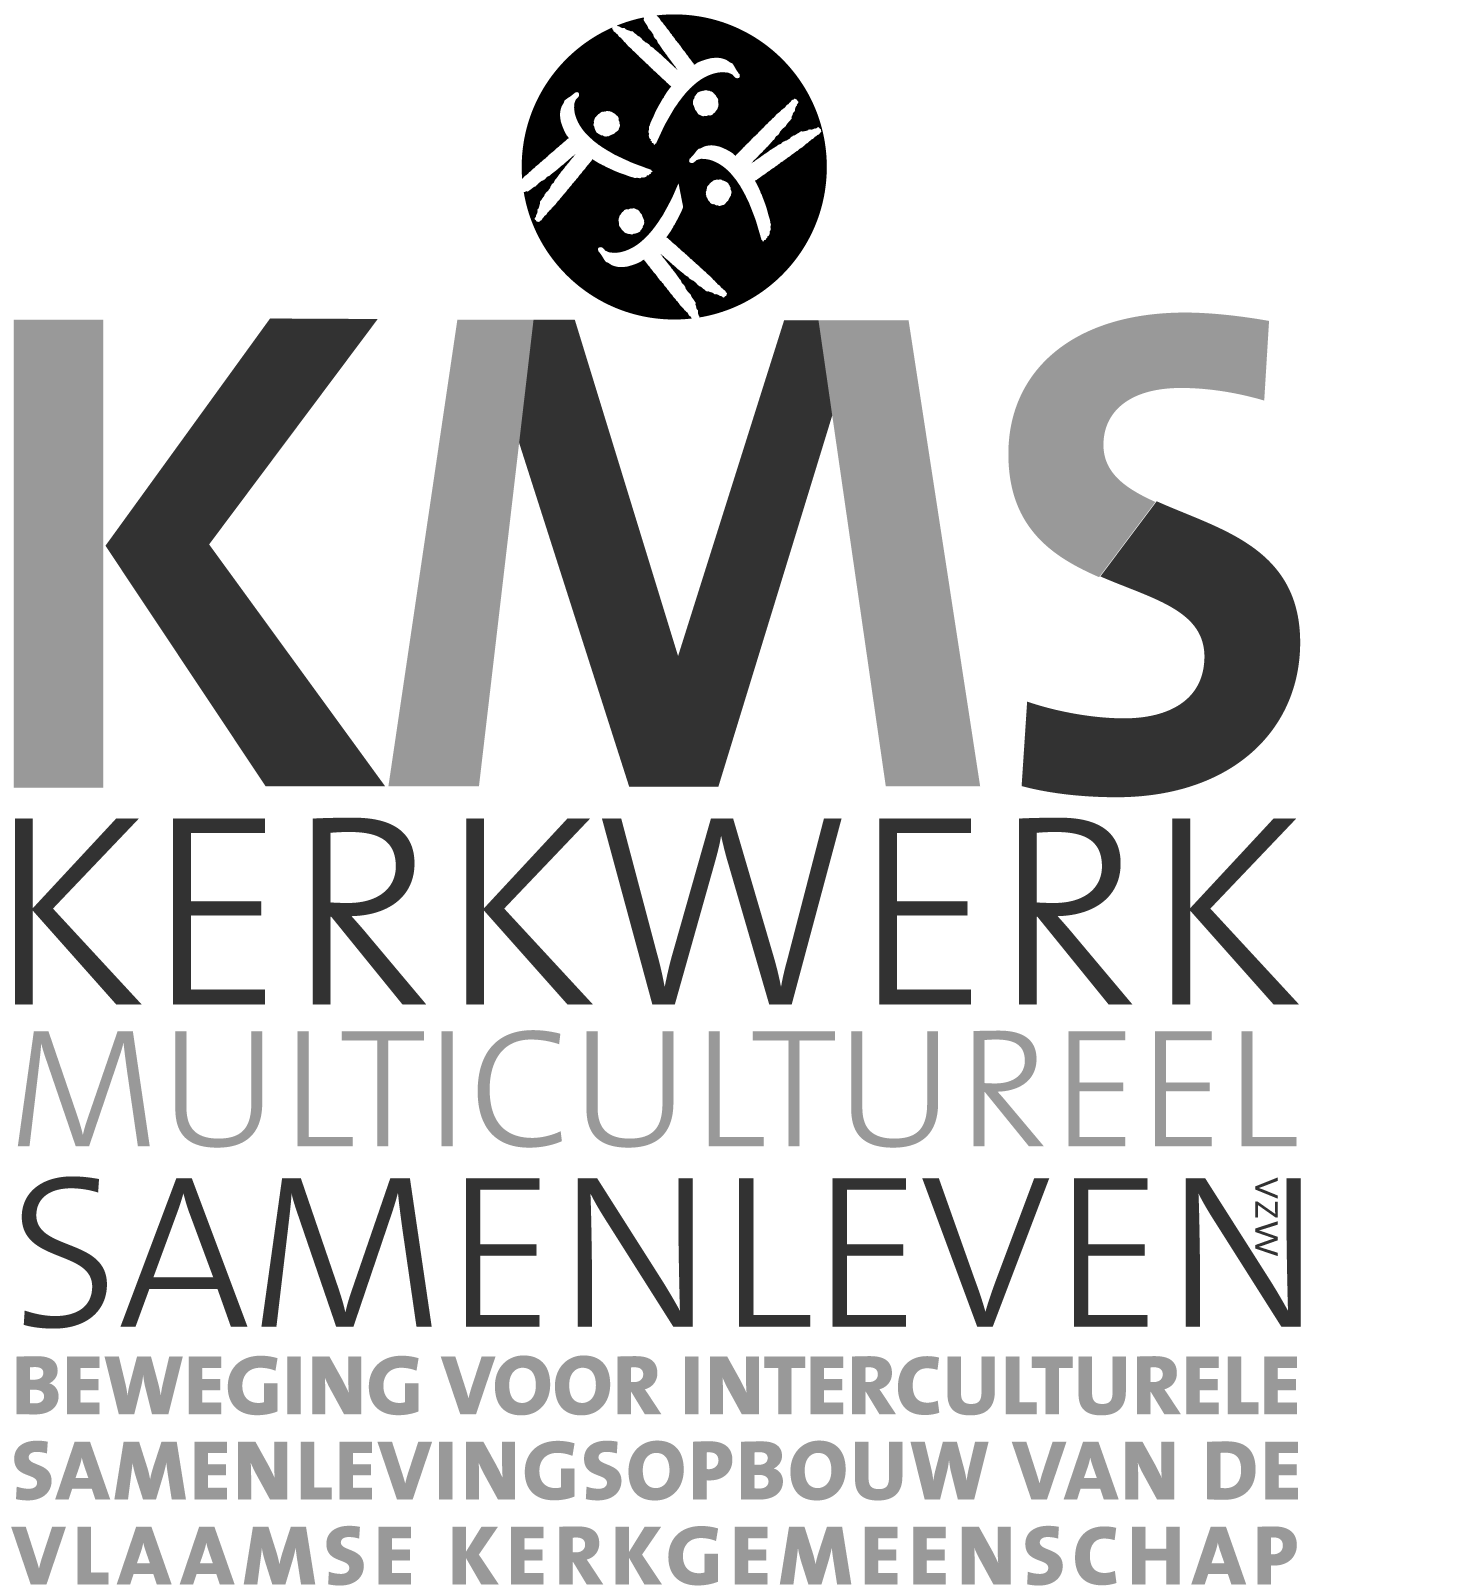 KMS
KERKWERK
MULTICULTUREEL
SAMENLEVEN VZW
BEWEGING VOOR INTERCULTURELE
SAMENLEVINGSOPBOUW VAN DE
VLAAMSE KERKGEMEENSCHAP